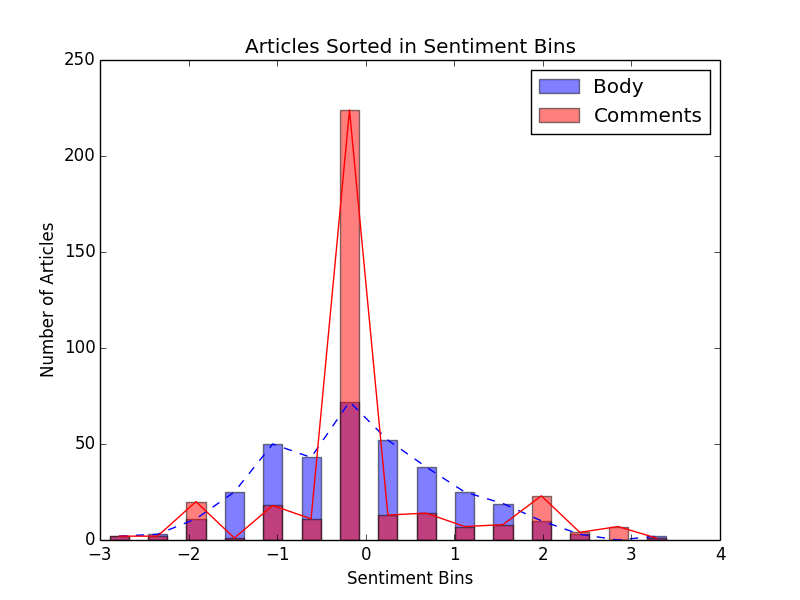 Articles Sorted in Sentiment Bins
Body
Comments
Number of Articles
250
200
150
100
50
0
−3 −2 −1 0 1 2 3 4
Sentiment Bins